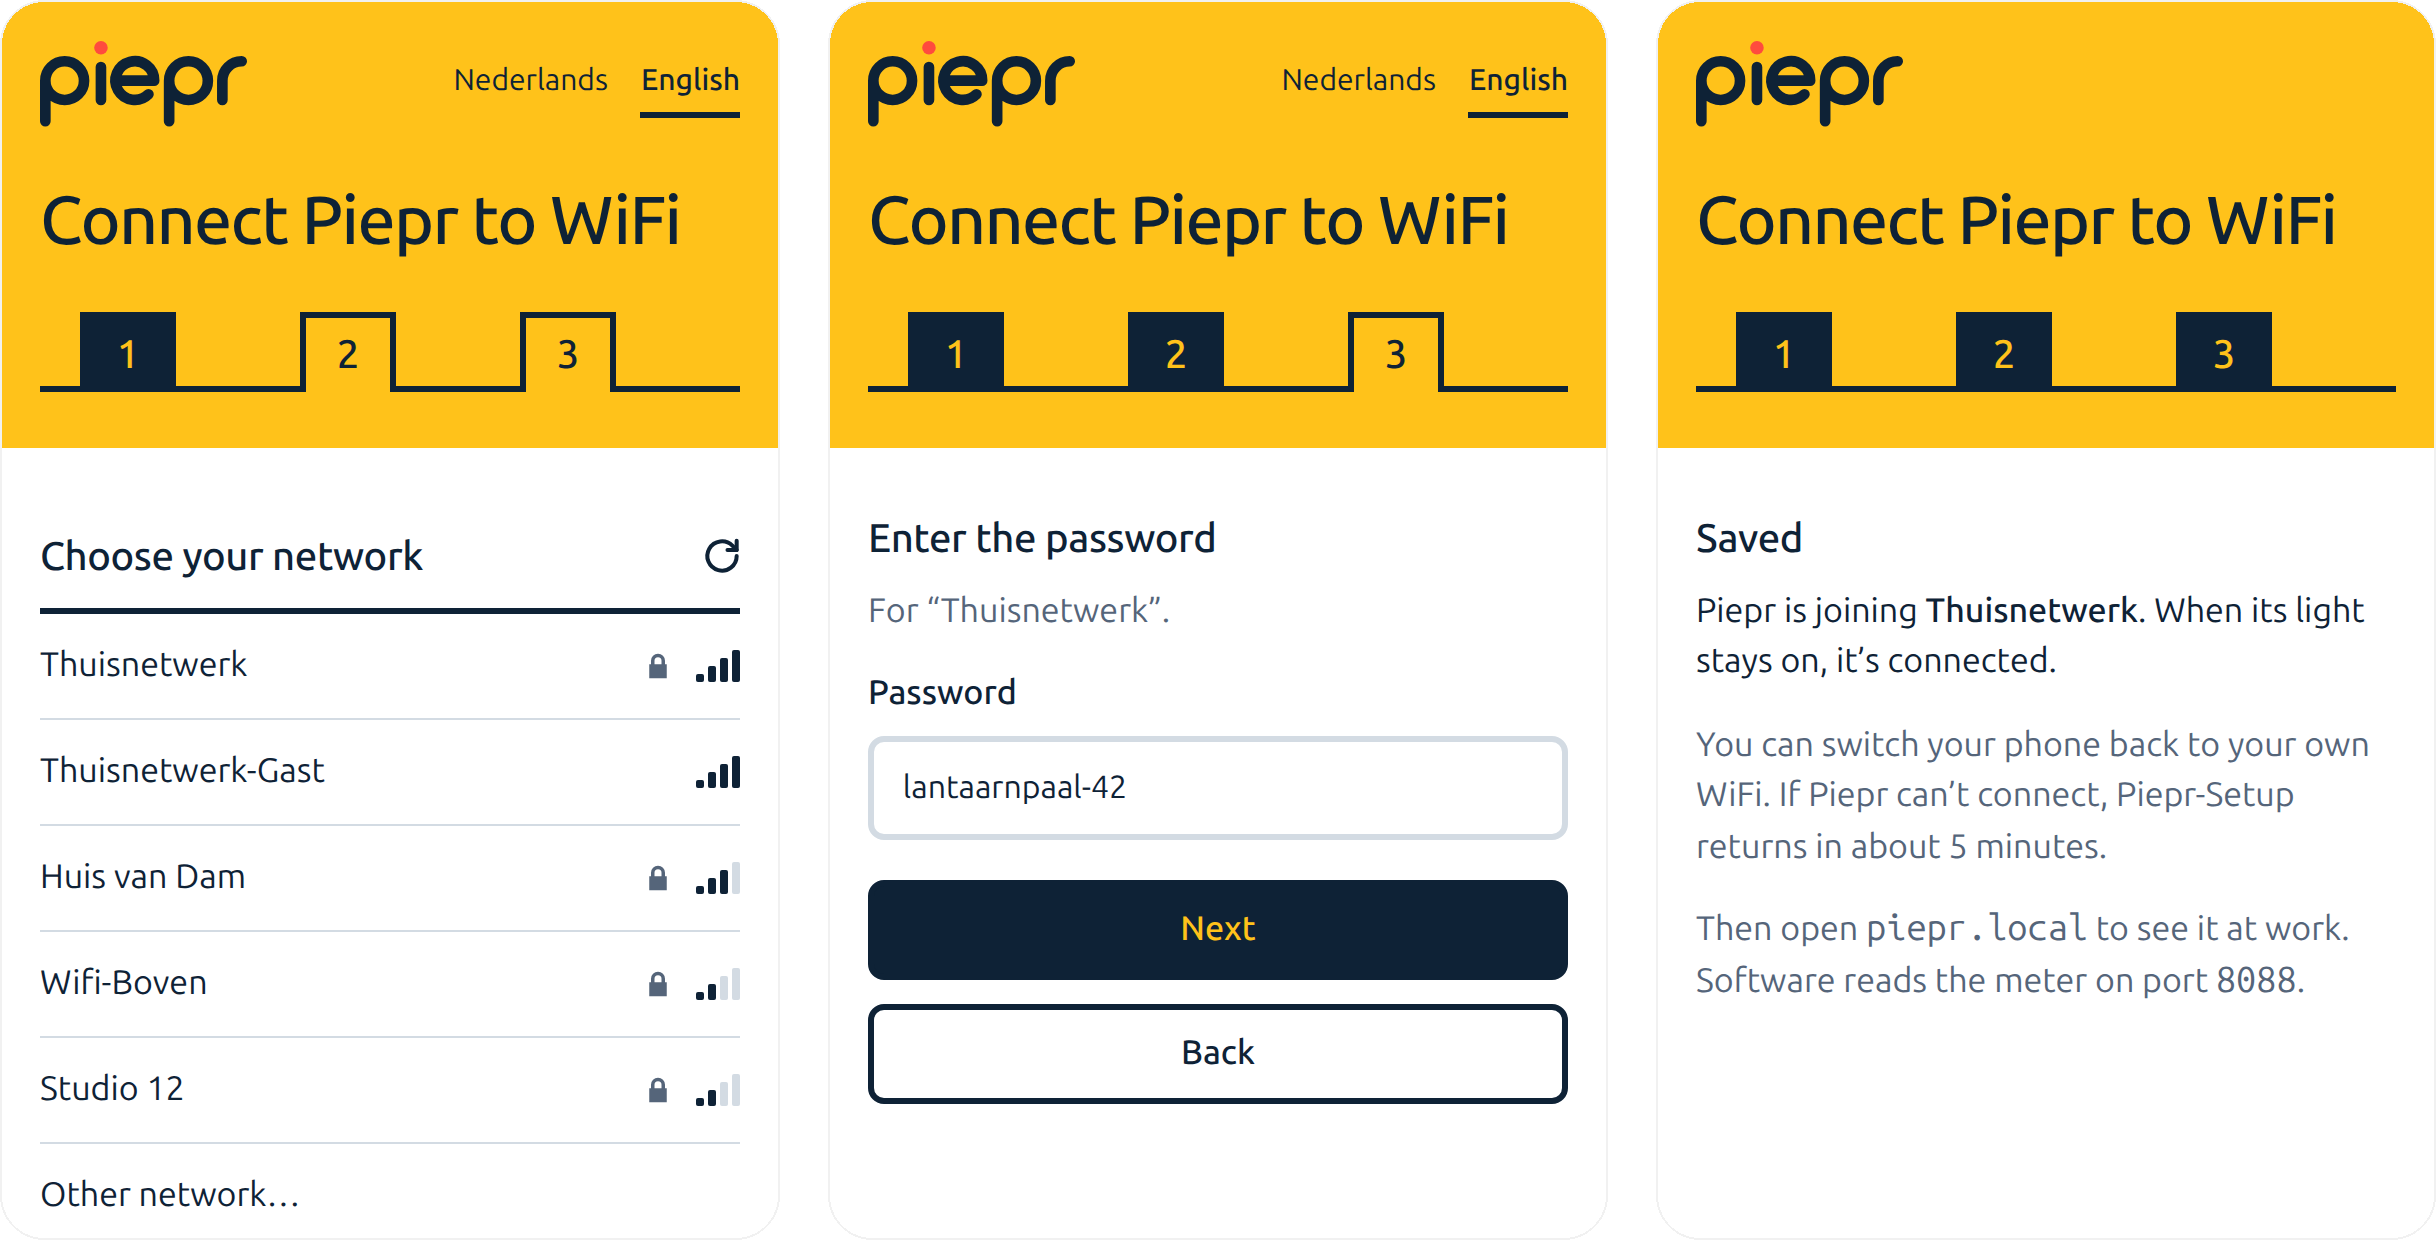 piepr
Nederlands English
Connect Piepr to WiFi
1 2 3
Choose your network
Thuisnetwerk
Thuisnetwerk-Gast
Huis van Dam
Wifi-Boven
Studio 12
Other network…
piepr
Nederlands English
Connect Piepr to WiFi
1 2 3
Enter the password
For “Thuisnetwerk”.
Password
lantaarnpaal-42
Next
Back
piepr
Connect Piepr to WiFi
1 2 3
Saved
Piepr is joining Thuisnetwerk. When its light
stays on, it’s connected.
You can switch your phone back to your own
WiFi. If Piepr can’t connect, Piepr-Setup
returns in about 5 minutes.
Then open piepr.local to see it at work.
Software reads the meter on port 8088.